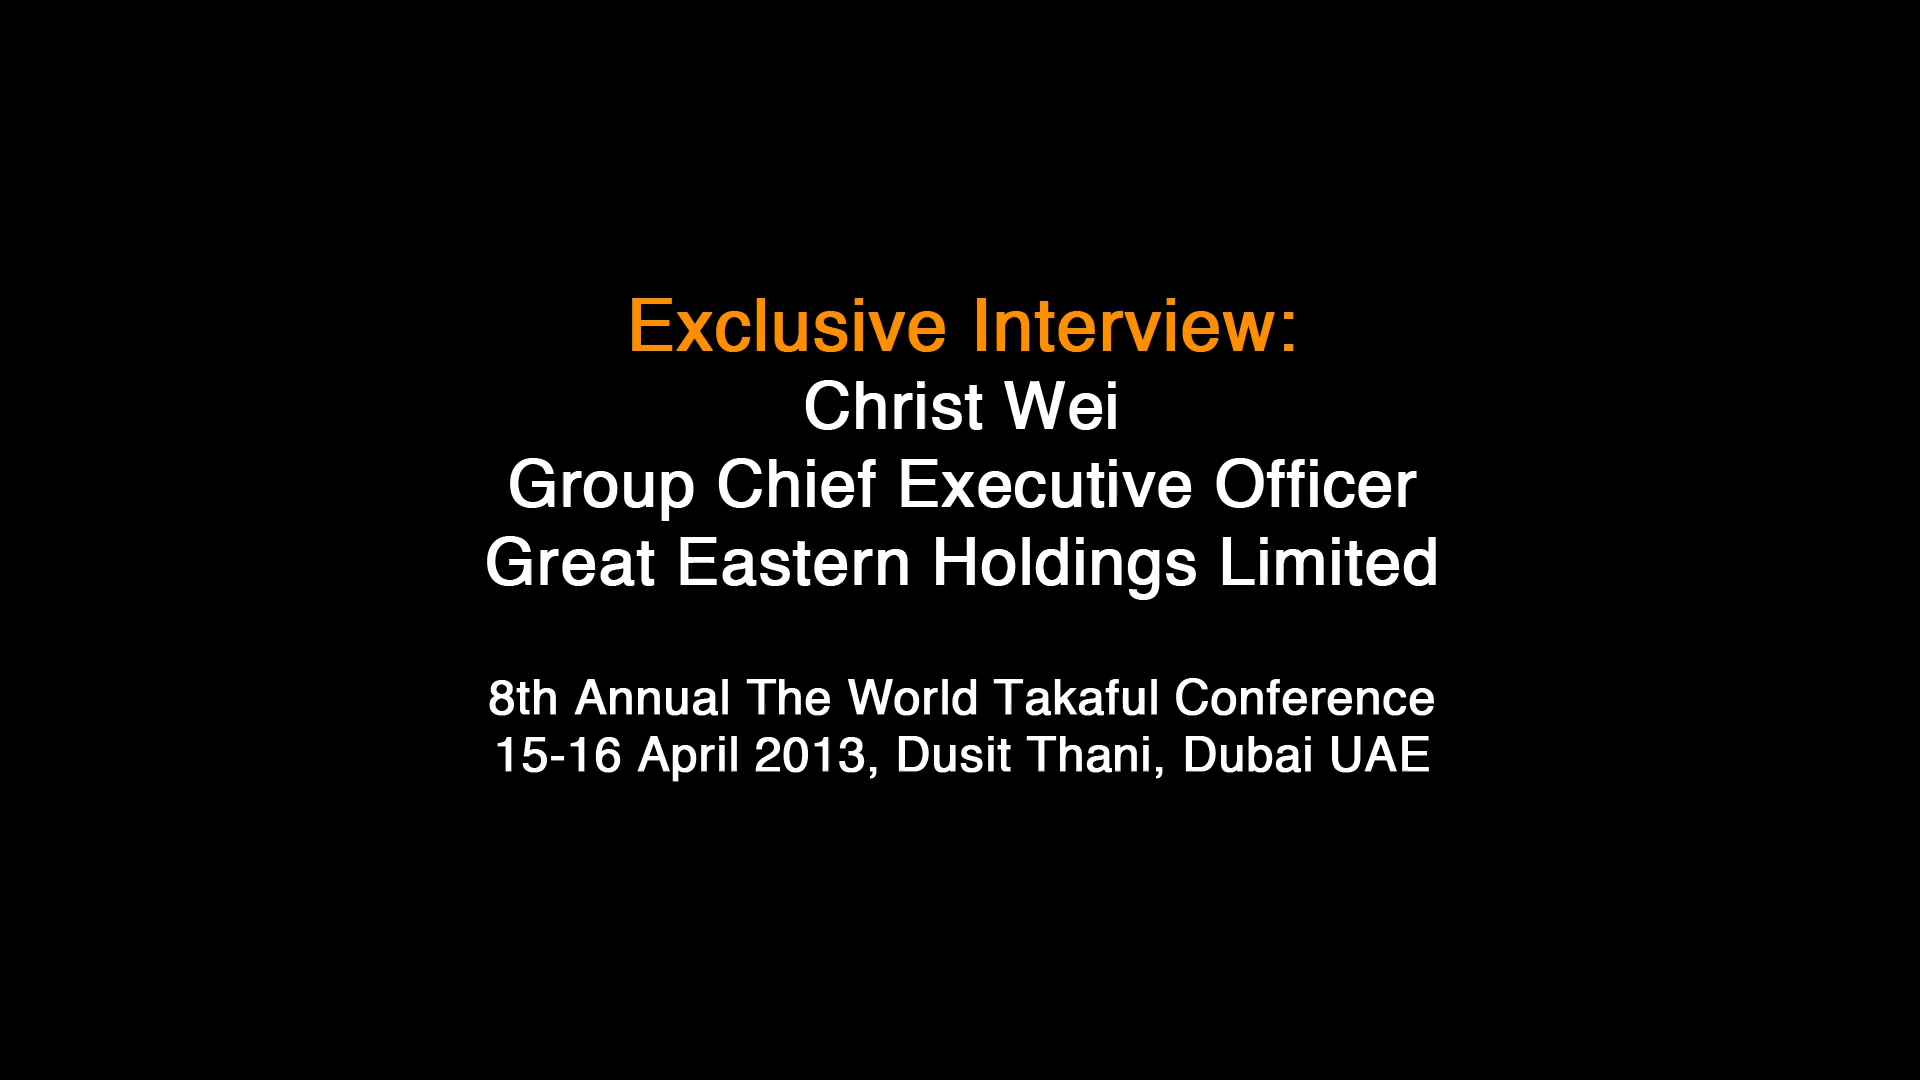 Exclusive Interview:
Christ Wei
Group Chief Executive Officer
Great Eastern Holdings Limited
8th Annual The World Takaful Conference
15-16 April 2013, Dusit Thani, Dubai UAE